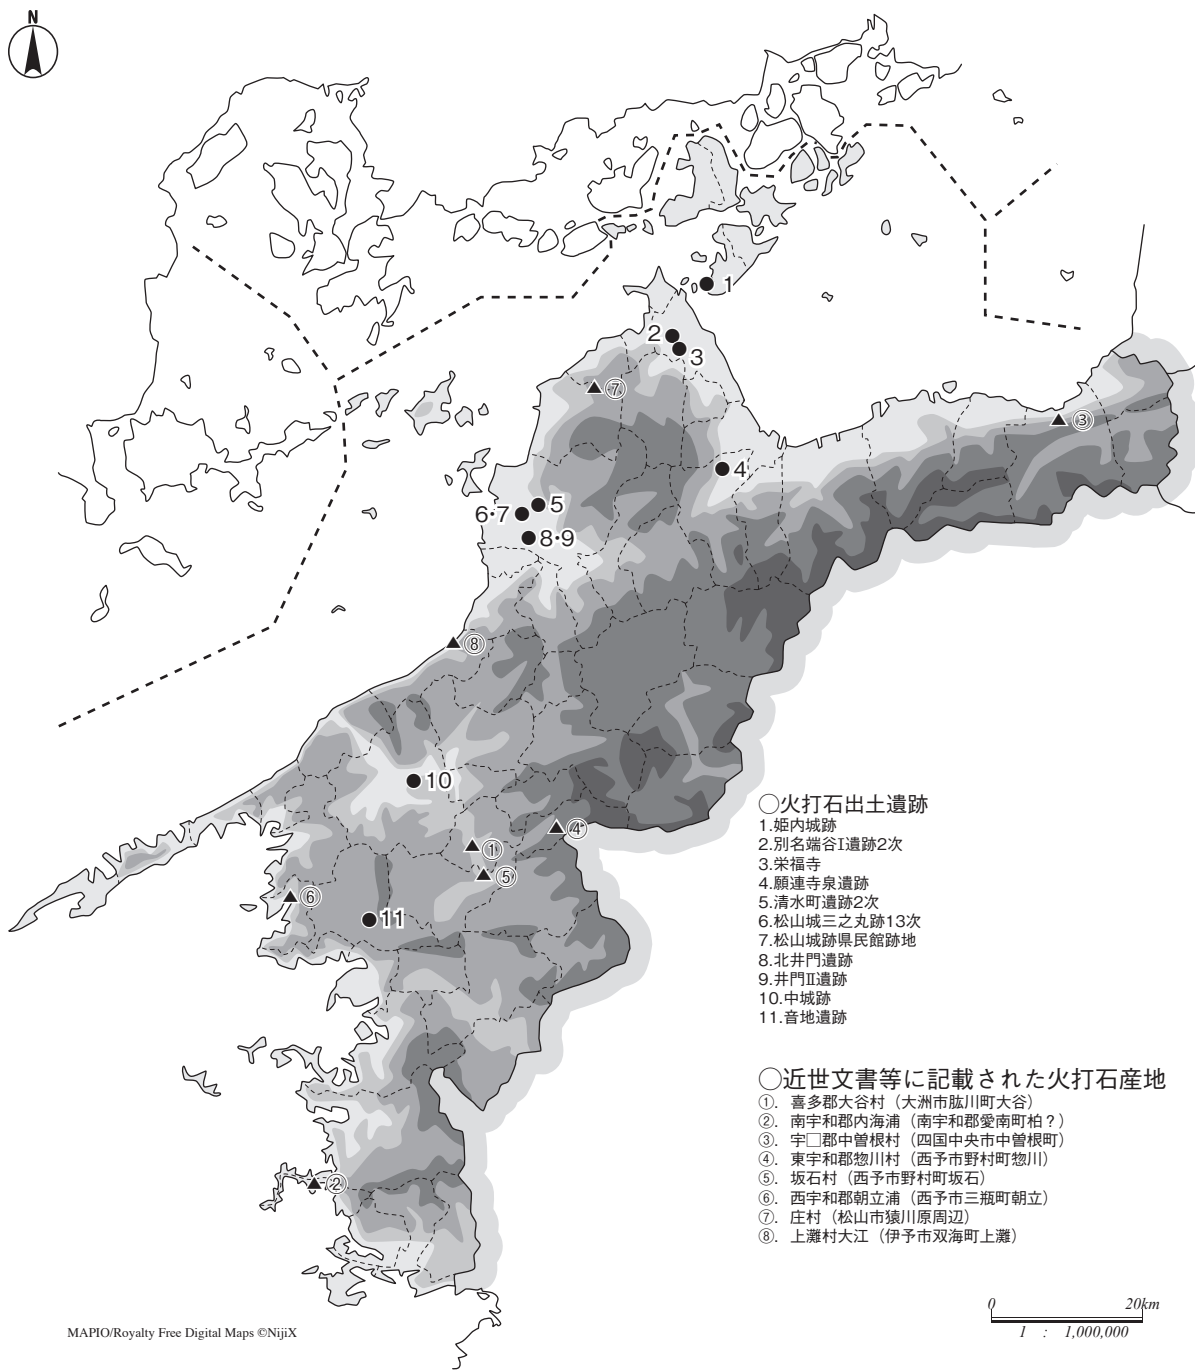 N
1
2
3
⑦
③
4
5
6・7
8・9
⑧
10
④
①
⑤
⑥
11
②
○火打石出土遺跡
1.姫内城跡
2.別名端谷Ⅰ遺跡2次
3.栄福寺
4.願連寺泉遺跡
5.清水町遺跡2次
6.松山城三之丸跡13次
7.松山城跡県民館跡地
8.北井門遺跡
9.井門Ⅱ遺跡
10.中城跡
11.音地遺跡
○近世文書等に記載された火打石産地
①. 喜多郡大谷村（大洲市肱川町大谷）
②. 南宇和郡内海浦（南宇和郡愛南町柏？）
③. 宇□郡中曽根村（四国中央市中曽根町）
④. 東宇和郡惣川村（西予市野村町惣川）
⑤. 坂石村（西予市野村町坂石）
⑥. 西宇和郡朝立浦（西予市三瓶町朝立）
⑦. 庄村（松山市猿川原周辺）
⑧. 上灘村大江（伊予市双海町上灘）
0 20km
1 : 1,000,000
MAPIO/Royalty Free Digital Maps ©NijiX